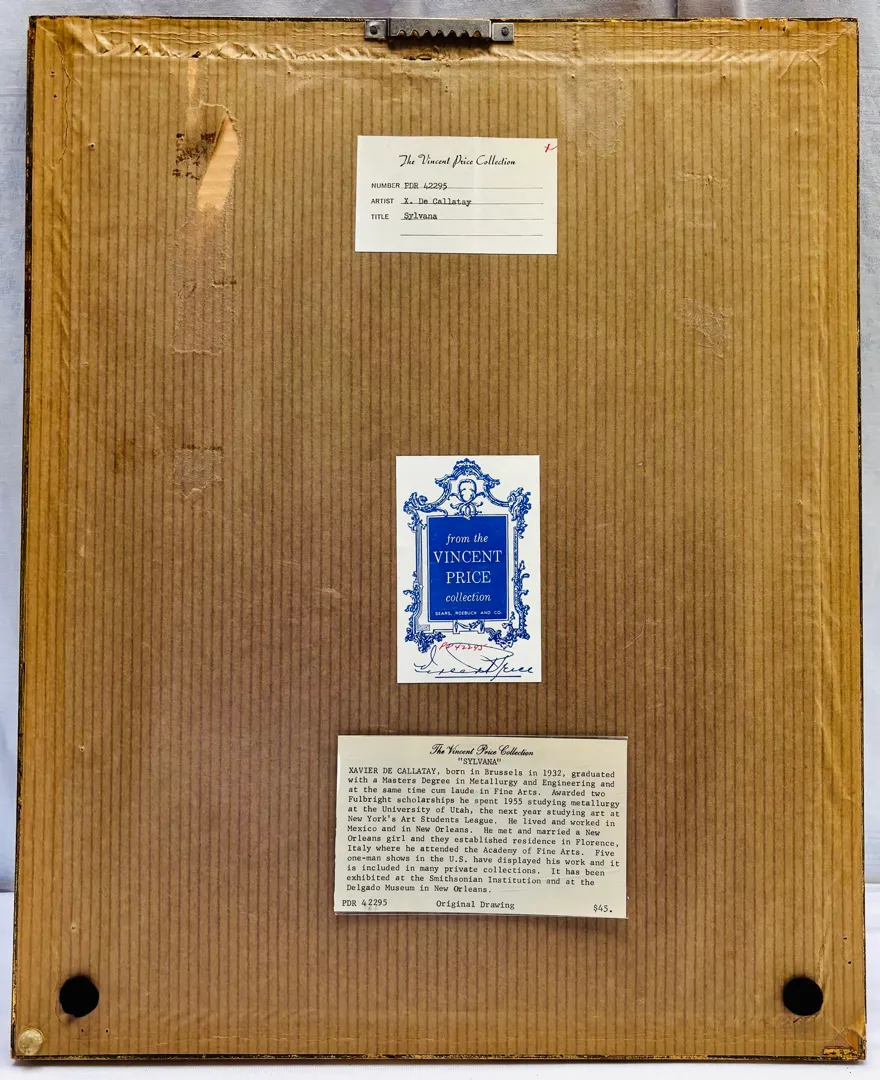 The Vincent Price Collection
NUMBER PDR 42295
ARTIST X. De Callatay
TITLE Sylvana
from the
VINCENT
PRICE
collection
SEARS, ROEBUCK AND CO.
PD 42295
Vincent Price
The Vincent Price Collection
"SYLVANA"
XAVIER DE CALLATAY, born in Brussels in 1932, graduated
with a Masters Degree in Metallurgy and Engineering and
at the same time cum laude in Fine Arts. Awarded two
Fulbright scholarships he spent 1955 studying metallurgy
at the University of Utah, the next year studying art at
New York's Art Students League. He lived and worked in
Mexico and in New Orleans. He met and married a New
Orleans girl and they established residence in Florence,
Italy where he attended the Academy of Fine Arts. Five
one-man shows in the U.S. have displayed his work and it
is included in many private collections. It has been
exhibited at the Smithsonian Institution and at the
Delgado Museum in New Orleans.
PDR 42295 Original Drawing $45.